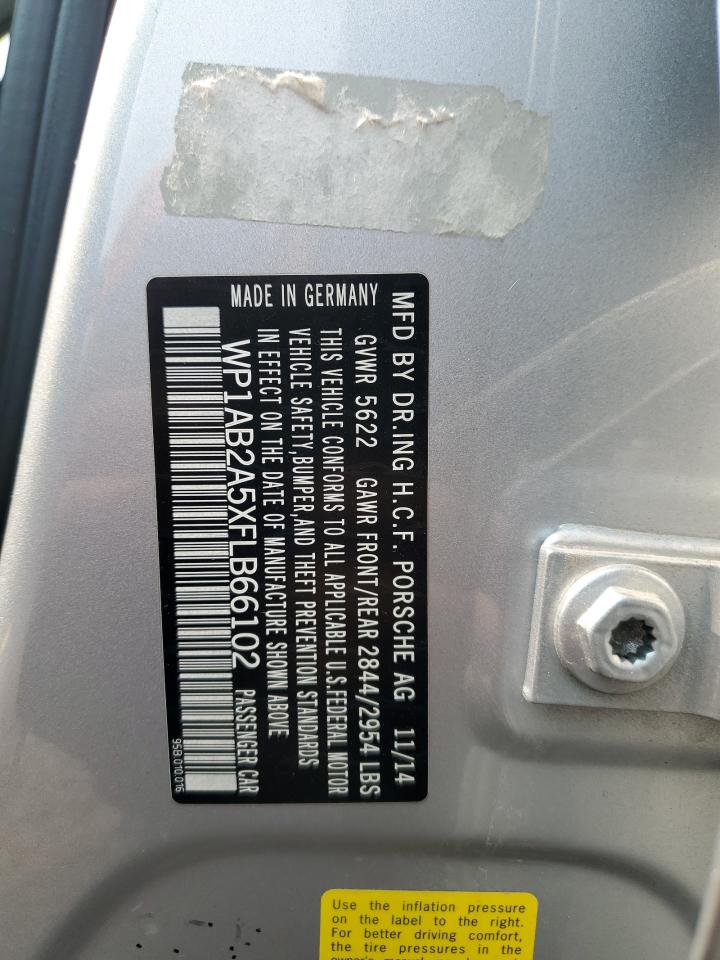 MFD BY DR.ING H.C.F. PORSCHE AG 11/14
GVWR 5622 GAWR FRONT/REAR 2844/2954 LBS
THIS VEHICLE CONFORMS TO ALL APPLICABLE U.S.FEDERAL MOTOR
VEHICLE SAFETY,BUMPER,AND THEFT PREVENTION STANDARDS
IN EFFECT ON THE DATE OF MANUFACTURE SHOWN ABOVE
MADE IN GERMANY
WP1AB2A5XFLB66102 PASSENGER CAR
95B.010.016
Use the inflation pressure
on the label to the right.
For better driving comfort,
the tire pressures in the
owner's manual